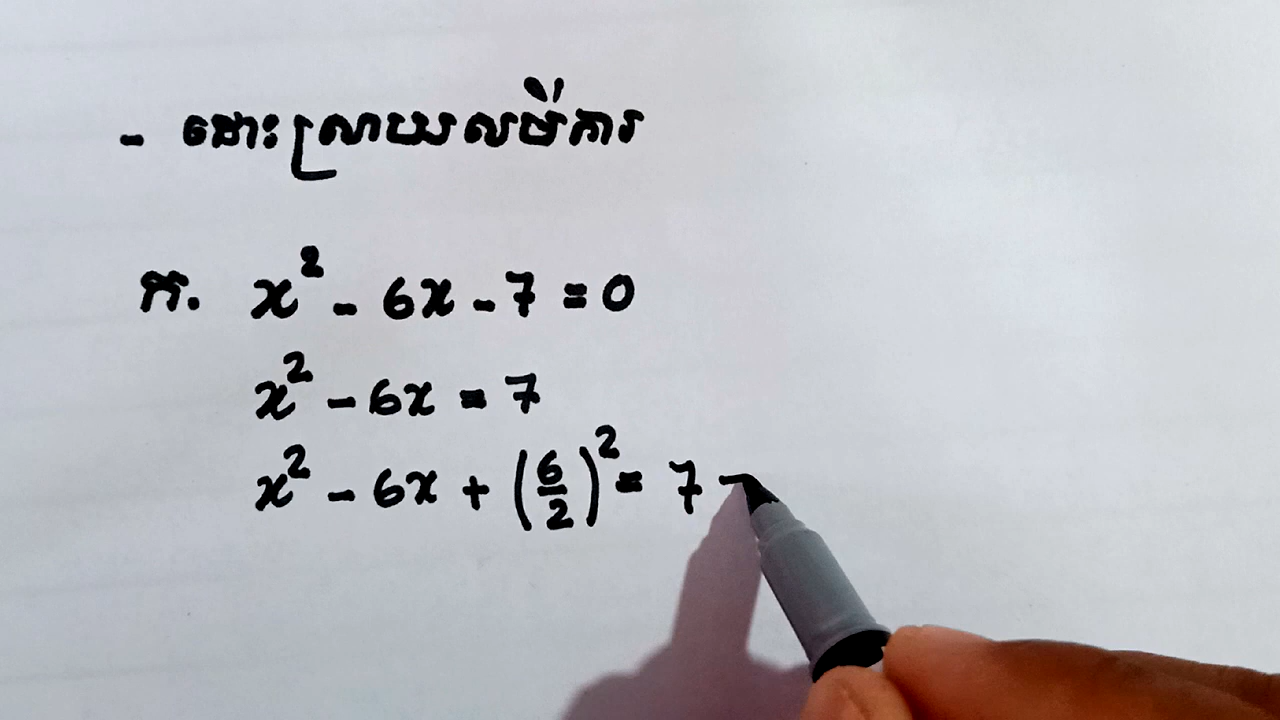 - ដោះស្រាយសមីការ
ក. x² - 6x - 7 = 0
x² - 6x = 7
x² - 6x + (6/2)² = 7 -